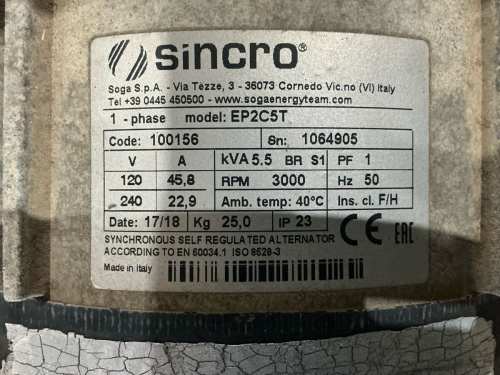 sincro®
Soga S.p.A. - Via Tezze, 3 - 36073 Cornedo Vic.no (VI) Italy
Tel +39 0445 450500 - www.sogaenergyteam.com
1 - phase model: EP2C5T
Code: 100156 Sn: 1064905
V A kVA 5.5 BR S1 PF 1
120 45,8 RPM 3000 Hz 50
240 22,9 Amb. temp: 40°C Ins. cl. F/H
Date: 17/18 Kg 25,0 IP 23
SYNCHRONOUS SELF REGULATED ALTERNATOR
ACCORDING TO EN 60034.1 ISO 8528-3
CE EAC
Made in Italy